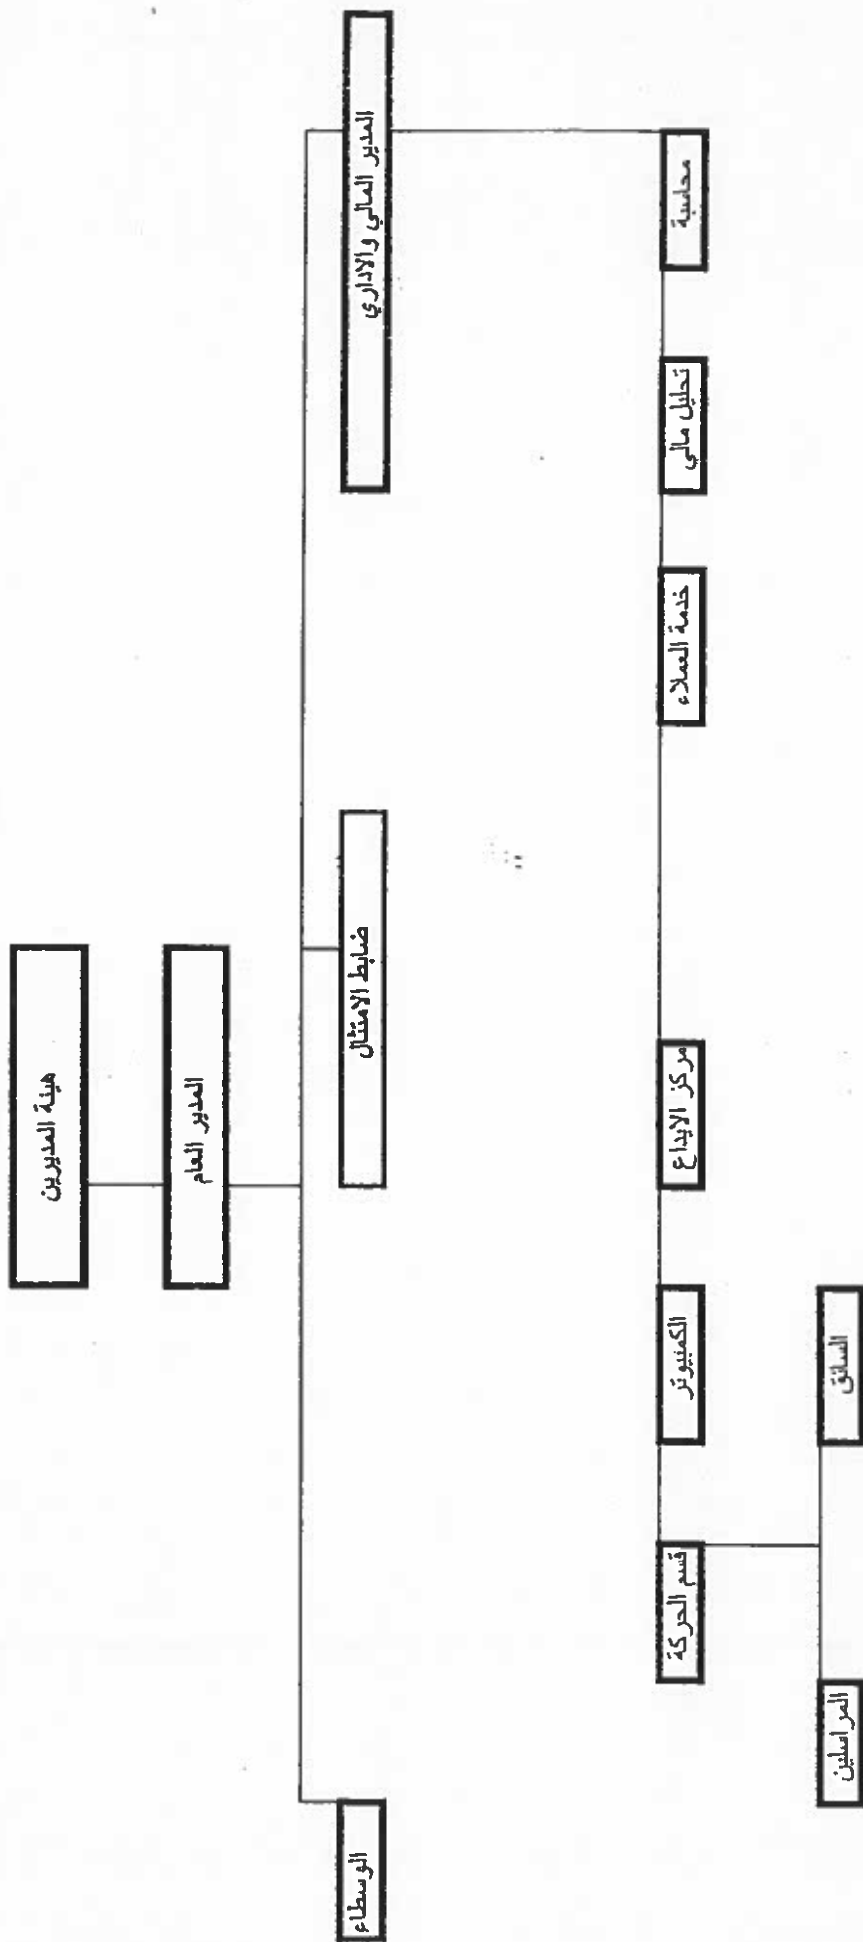 هيئة المديرين
المدير العام
المدير المالي والاداري
ضابط الامتثال
الوسطاء
محاسبة
تحليل مالي
خدمة العملاء
مركز الايداع
الكمبيوتر
قسم الحركة
السائق
المراسلين